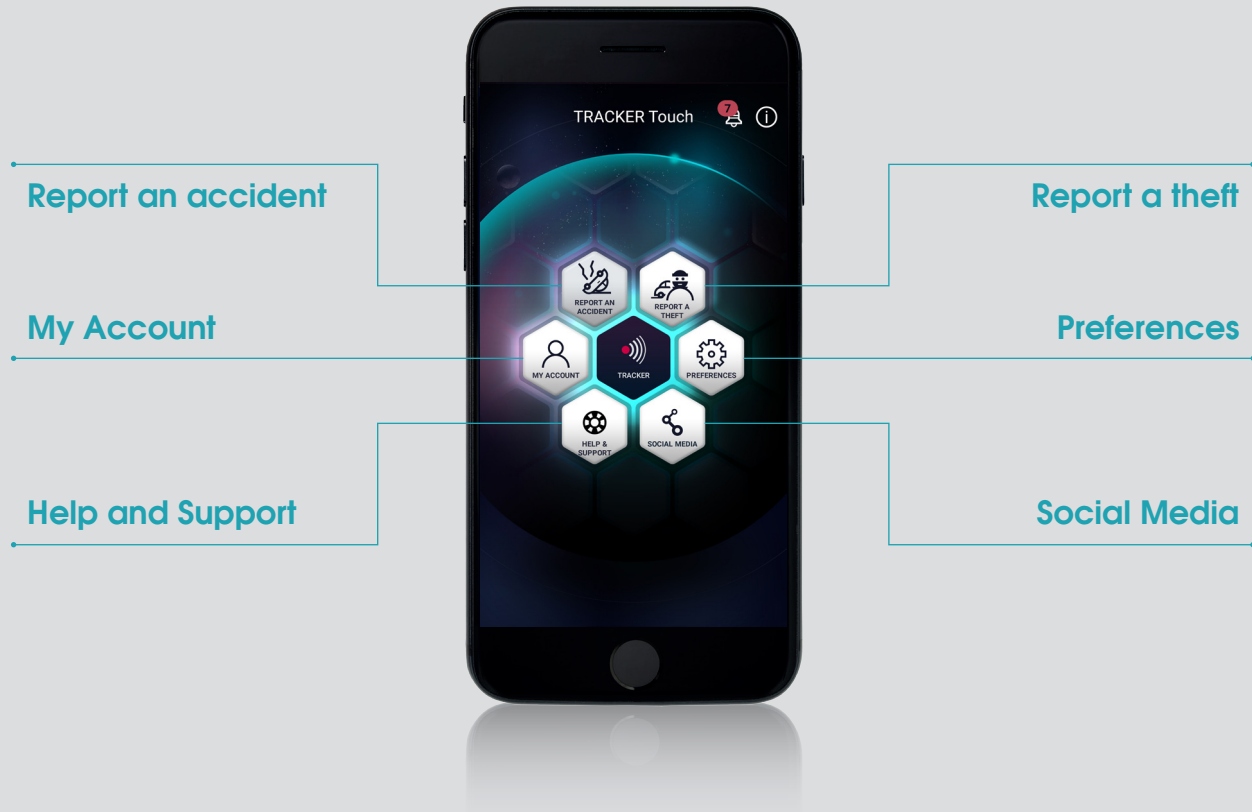 TRACKER Touch
7
Report an accident
Report a theft
REPORT AN
ACCIDENT
REPORT A
THEFT
My Account
Preferences
MY ACCOUNT
TRACKER
PREFERENCES
HELP &
SUPPORT
SOCIAL MEDIA
Help and Support
Social Media